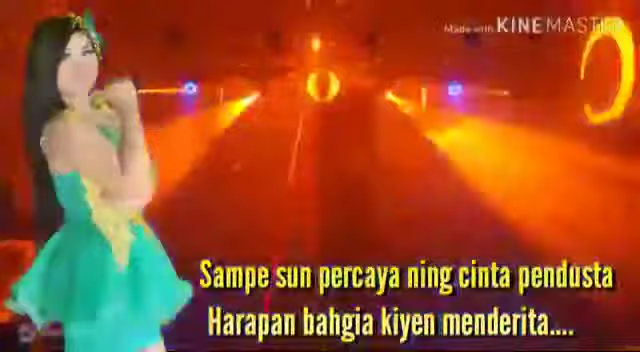 Made with KINEMASTER
Sampe sun percaya ning cinta pendusta
Harapan bahgia kiyen menderita....